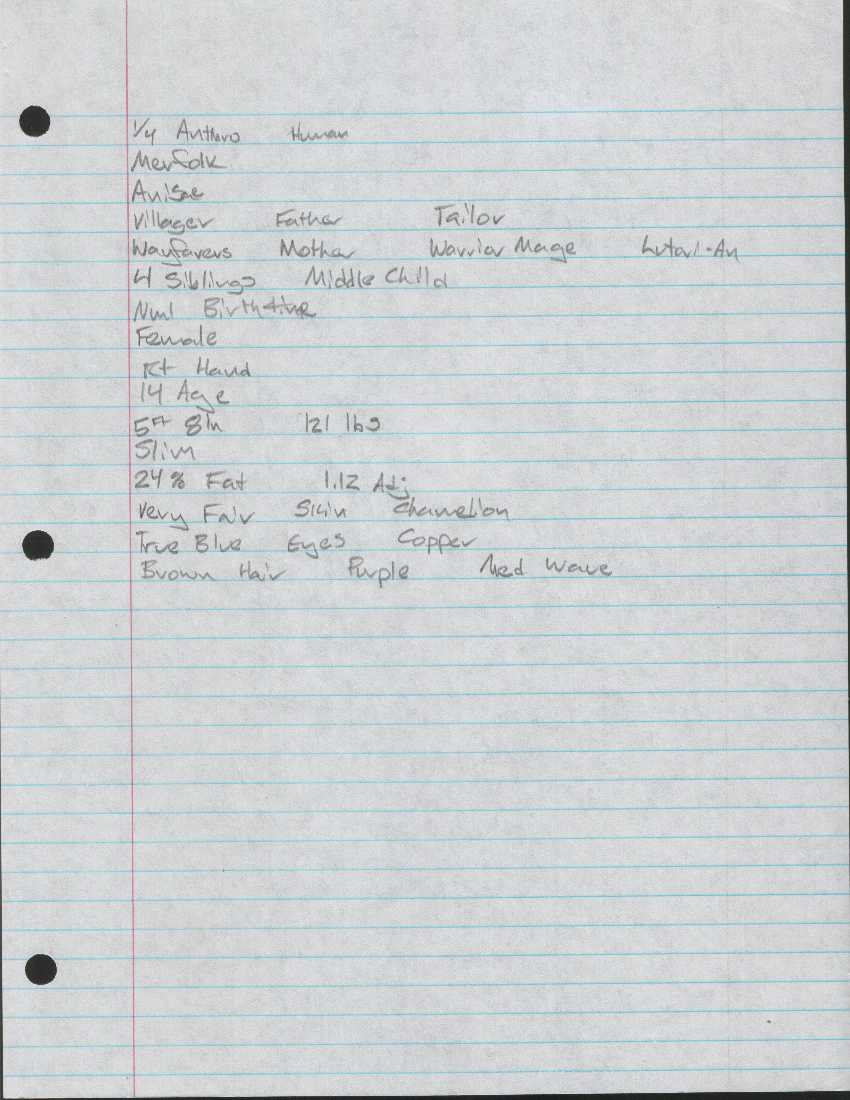 1/4 Anthro Human
Merfolk
Anisae
Villager Father Tailor
Wayfarers Mother Warrior Mage Lutari-An
4 Siblings Middle Child
Nml Birthtime
Female
Rt Hand
14 Age
5ft 8in 121 lbs
Slim
24% Fat 1.12 Adj
Very Fair Skin Chamelion
True Blue Eyes Copper
Brown Hair Purple Med Wave